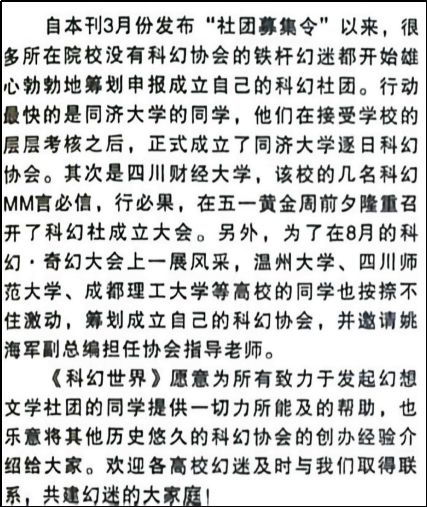 自本刊3月份发布“社团募集令”以来，很
多所在院校没有科幻协会的铁杆幻迷都开始雄
心勃勃地筹划申报成立自己的科幻社团。行动
最快的是同济大学的同学，他们在接受学校的
层层考核之后，正式成立了同济大学逐日科幻
协会。其次是四川财经大学，该校的几名科幻
MM言必信，行必果，在五一黄金周前夕隆重召
开了科幻社成立大会。另外，为了在8月的科
幻·奇幻大会上一展风采，温州大学、四川师
范大学、成都理工大学等高校的同学也按捺不
住激动，筹划成立自己的科幻协会，并邀请姚
海军副总编担任协会指导老师。
《科幻世界》愿意为所有致力于发起幻想
文学社团的同学提供一切力所能及的帮助，也
乐意将其他历史悠久的科幻协会的创办经验介
绍给大家。欢迎各高校幻迷及时与我们取得联
系，共建幻迷的大家庭！